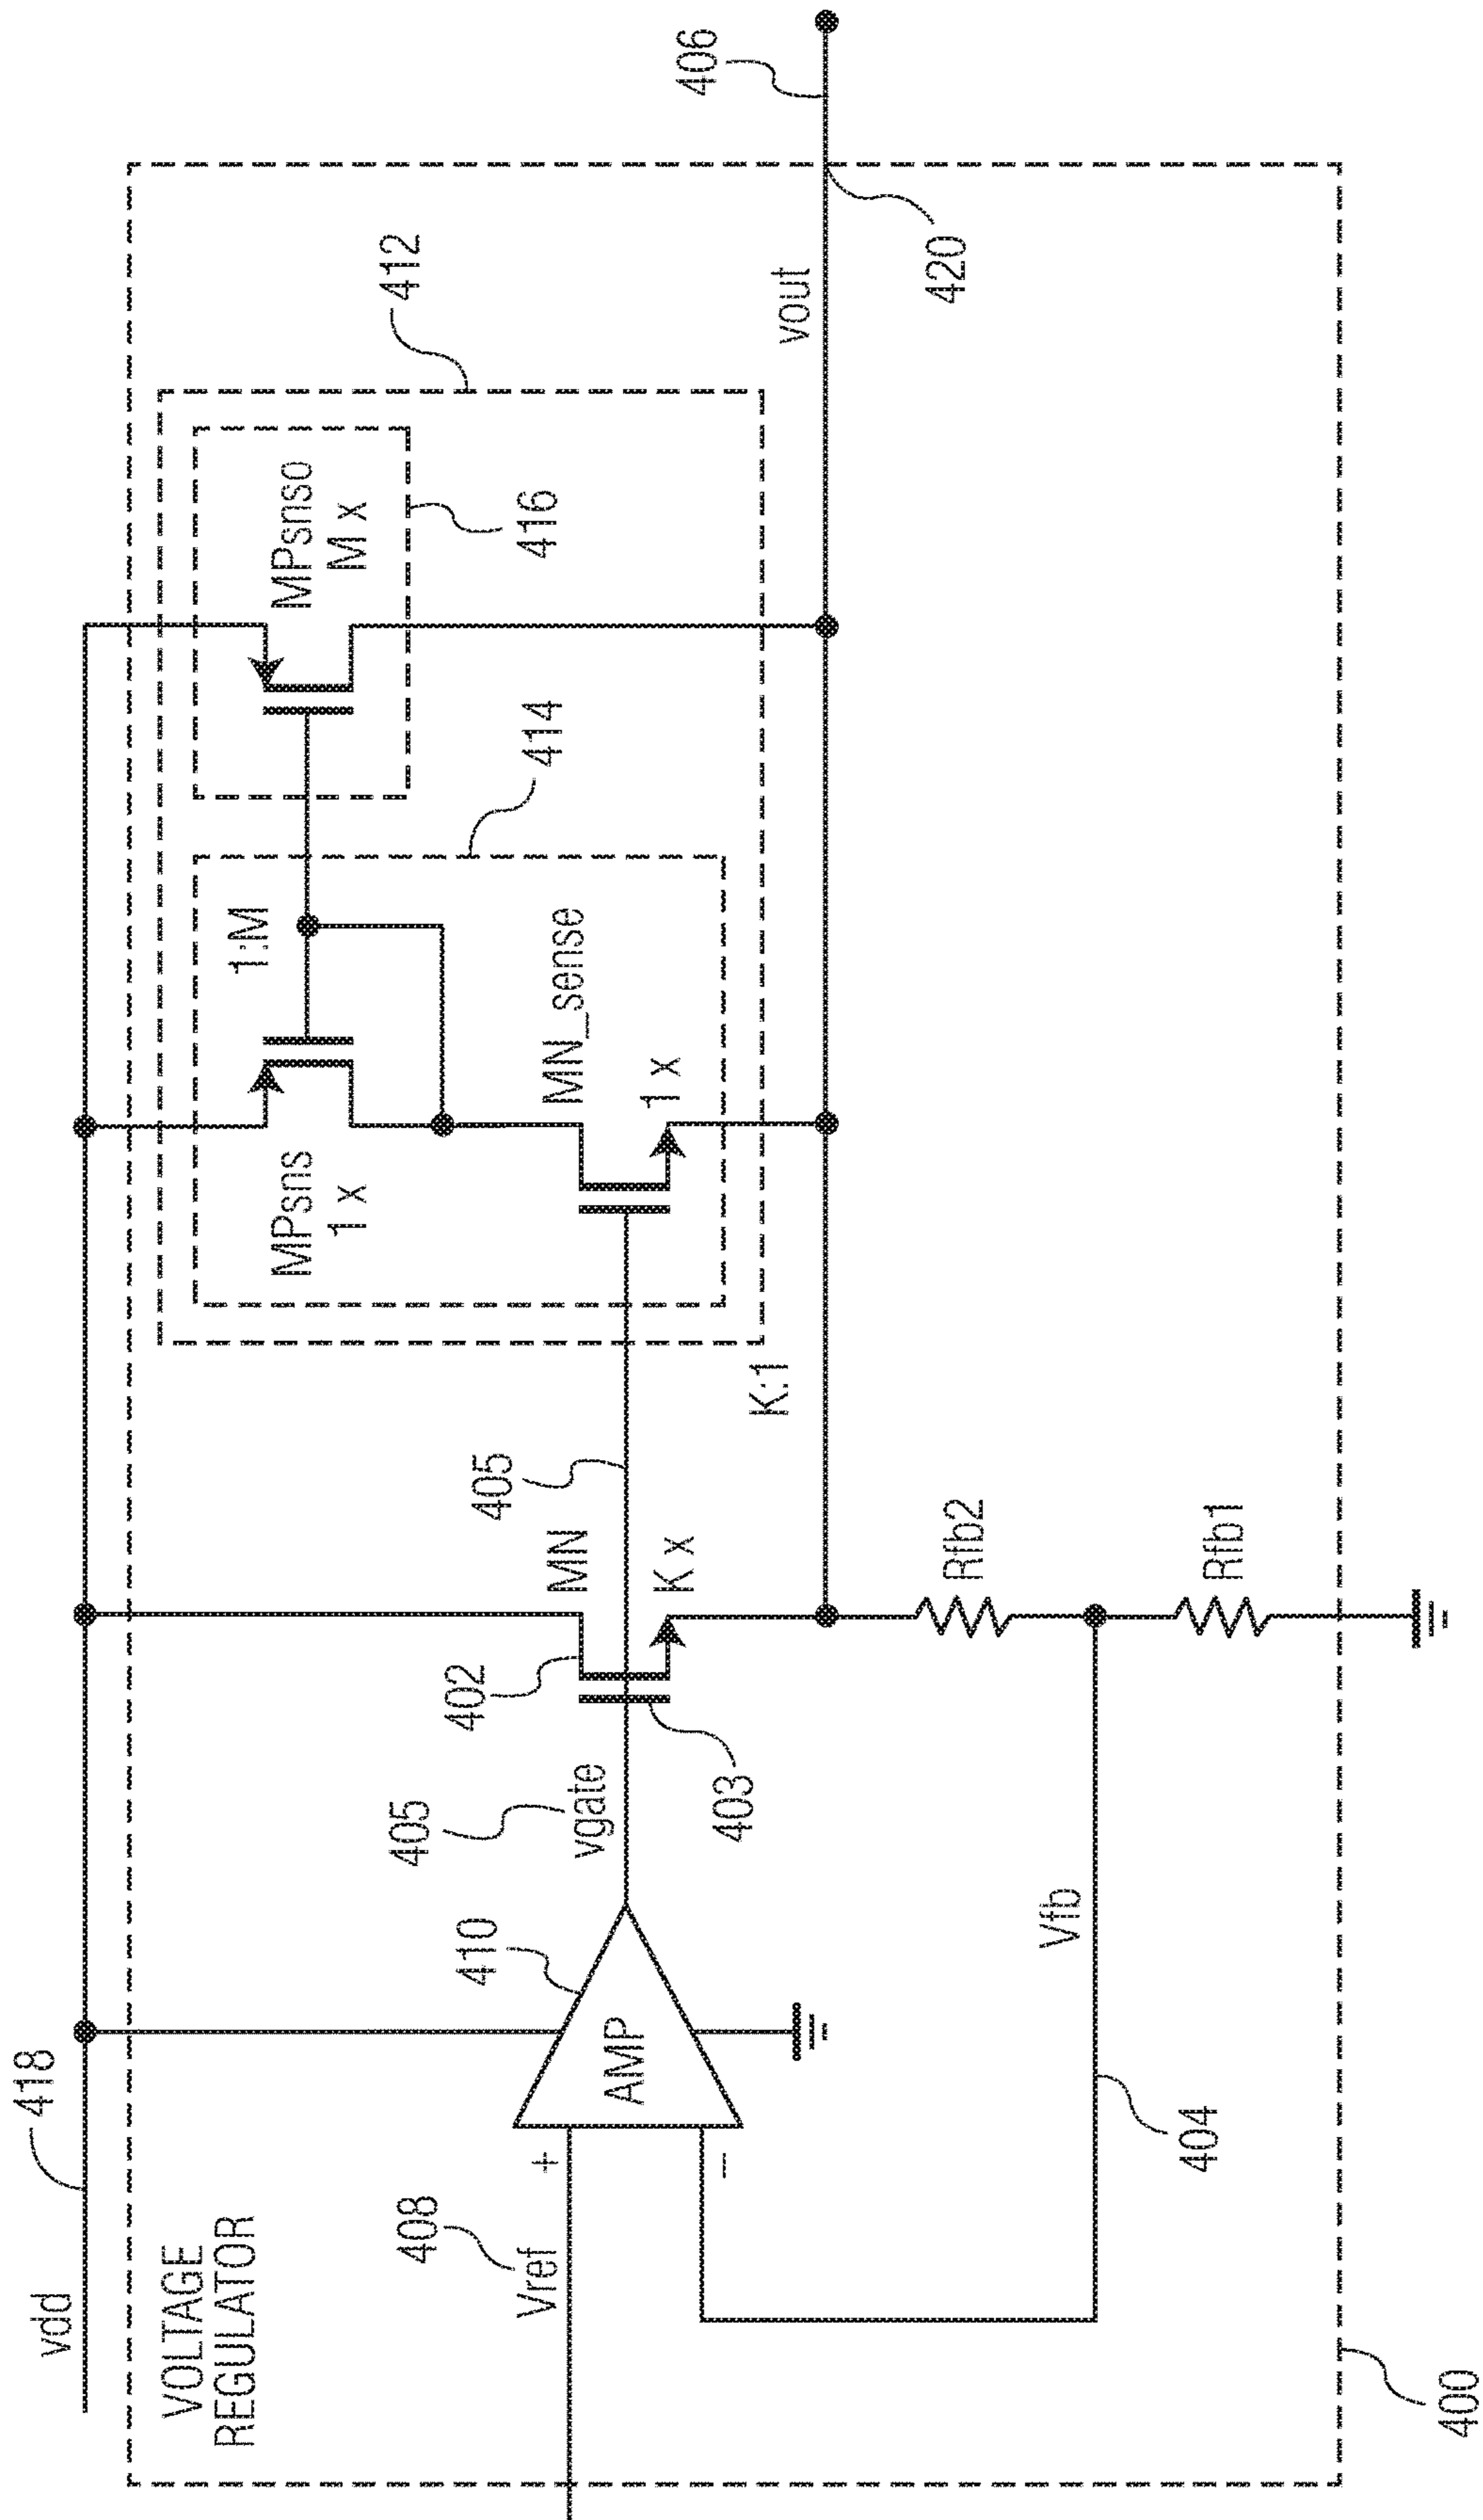 vdd
418
VOLTAGE
REGULATOR
408
Vref
+
−
AMP
410
405
vgate
403
402
MN
K x
405
K:1
MPsns
1 x
1:M
MN_sense
1 x
414
MPsnso
M x
416
412
vout
420
406
Vfb
404
Rfb2
Rfb1
400